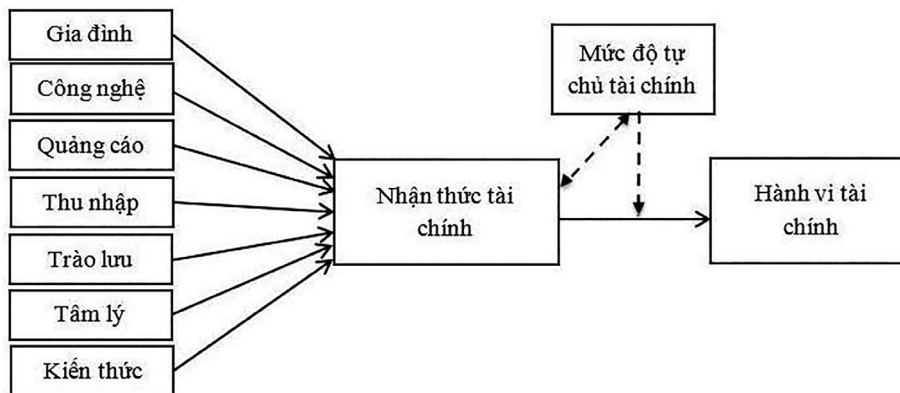 Gia đình
Công nghệ
Quảng cáo
Thu nhập
Trào lưu
Tâm lý
Kiến thức
Nhận thức tài
chính
Mức độ tự
chủ tài chính
Hành vi tài
chính